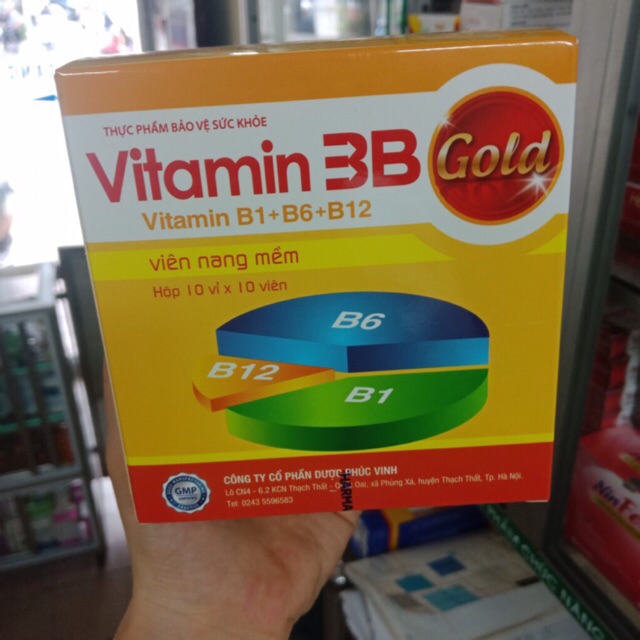 THỰC PHẨM BẢO VỆ SỨC KHỎE
Vitamin 3B Gold
Vitamin B1+B6+B12
viên nang mềm
Hộp 10 vỉ x 10 viên
B6
B12
B1
GMP
CÔNG TY CỔ PHẦN DƯỢC PHÚC VINH
Lô CN4 - 6.2 KCN Thạch Thất - Quốc Oai, xã Phùng Xá, huyện Thạch Thất, Tp. Hà Nội.
Tel: 0243 5596583